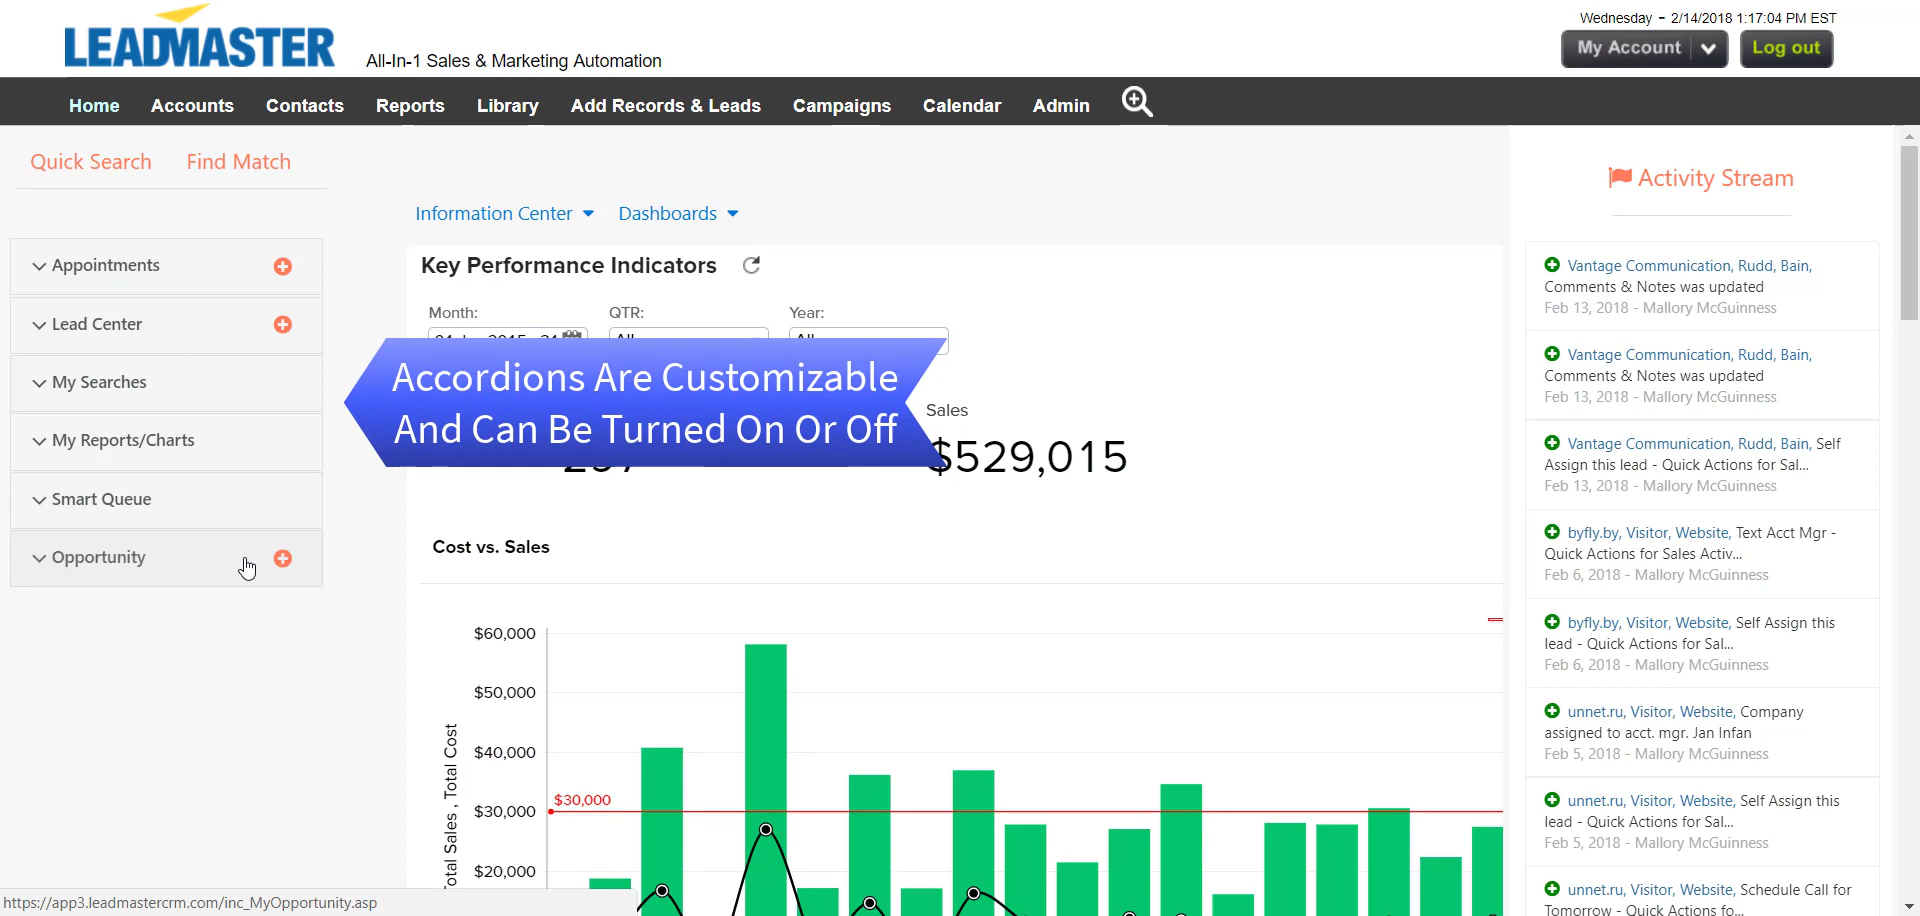 LEADMASTER
All-In-1 Sales & Marketing Automation
Wednesday - 2/14/2018 1:17:04 PM EST
My Account
Log out
Home Accounts Contacts Reports Library Add Records & Leads Campaigns Calendar Admin
Quick Search Find Match
Appointments
Lead Center
My Searches
My Reports/Charts
Smart Queue
Opportunity
Information Center Dashboards
Key Performance Indicators
Month: QTR: Year:
Accordions Are Customizable
And Can Be Turned On Or Off
Sales
$529,015
Cost vs. Sales
$60,000
$50,000
$40,000
$30,000
$20,000
$30,000
Total Sales , Total Cost
Activity Stream
Vantage Communication, Rudd, Bain,
Comments & Notes was updated
Feb 13, 2018 - Mallory McGuinness
Vantage Communication, Rudd, Bain,
Comments & Notes was updated
Feb 13, 2018 - Mallory McGuinness
Vantage Communication, Rudd, Bain, Self
Assign this lead - Quick Actions for Sal...
Feb 13, 2018 - Mallory McGuinness
byfly.by, Visitor, Website, Text Acct Mgr -
Quick Actions for Sales Activ...
Feb 6, 2018 - Mallory McGuinness
byfly.by, Visitor, Website, Self Assign this
lead - Quick Actions for Sal...
Feb 6, 2018 - Mallory McGuinness
unnet.ru, Visitor, Website, Company
assigned to acct. mgr. Jan Infan
Feb 5, 2018 - Mallory McGuinness
unnet.ru, Visitor, Website, Self Assign this
lead - Quick Actions for Sal...
Feb 5, 2018 - Mallory McGuinness
unnet.ru, Visitor, Website, Schedule Call for
Tomorrow - Quick Actions fo...
https://app3.leadmastercrm.com/inc_MyOpportunity.asp